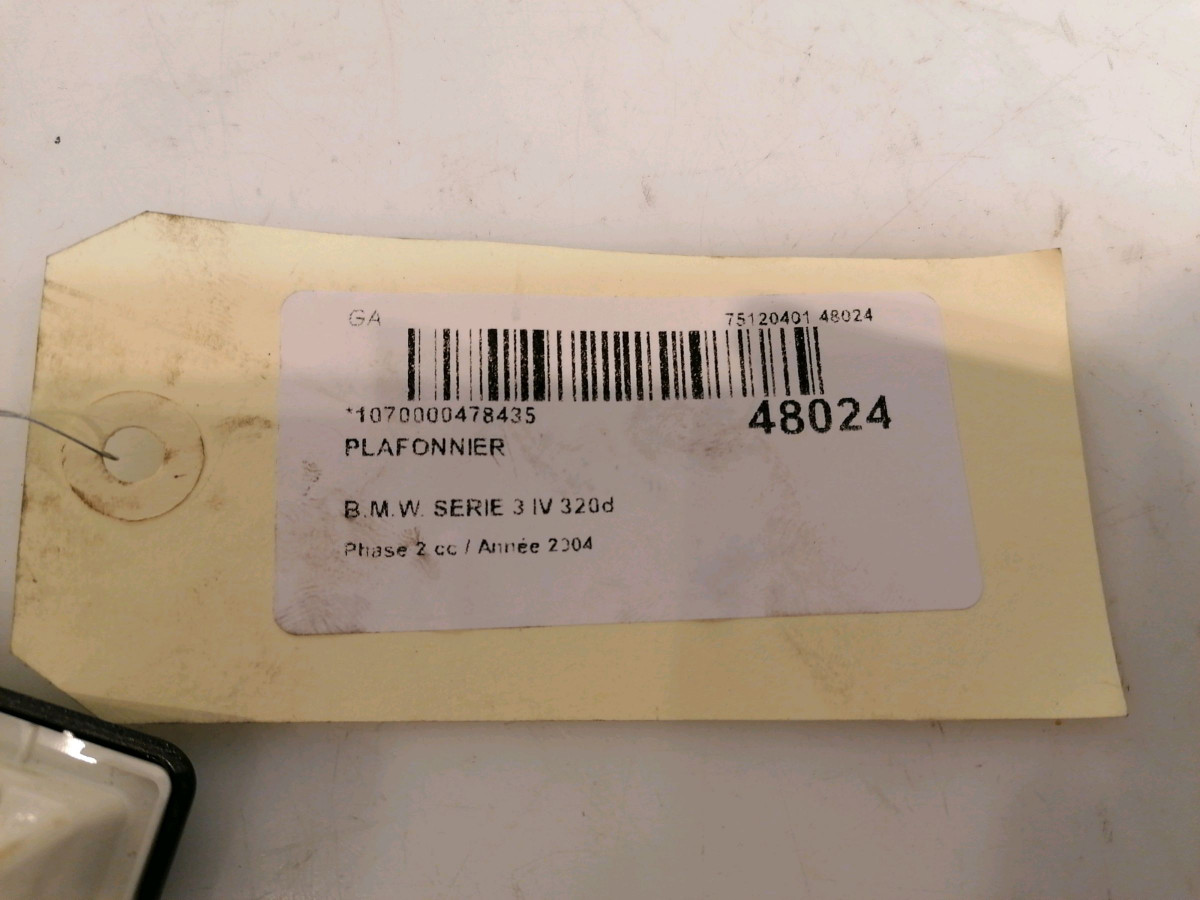 GA 75120401 48024
*1070000478435 48024
PLAFONNIER
B.M.W. SERIE 3 IV 320d
Phase 2 cc / Année 2004